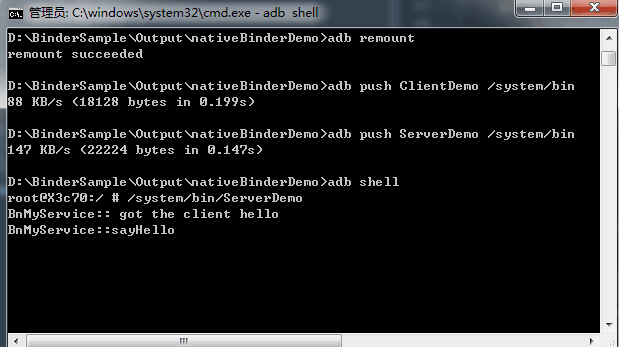 管理员: C:\windows\system32\cmd.exe - adb  shell
D:\BinderSample\Output\nativeBinderDemo>adb remount
remount succeeded
D:\BinderSample\Output\nativeBinderDemo>adb push ClientDemo /system/bin
88 KB/s (18128 bytes in 0.199s)
D:\BinderSample\Output\nativeBinderDemo>adb push ServerDemo /system/bin
147 KB/s (22224 bytes in 0.147s)
D:\BinderSample\Output\nativeBinderDemo>adb shell
root@X3c70:/ # /system/bin/ServerDemo
BnMyService:: got the client hello
BnMyService::sayHello